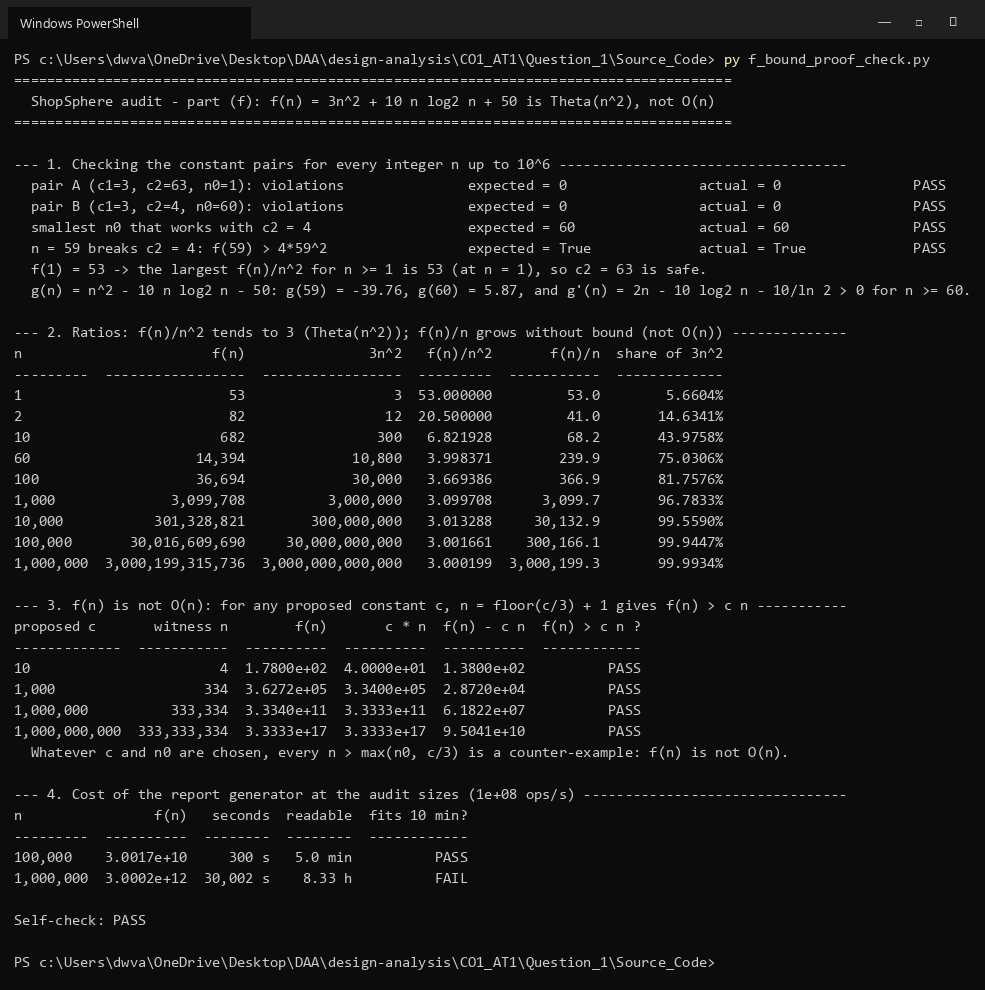 Windows PowerShell
PS c:\Users\dwva\OneDrive\Desktop\DAA\design-analysis\CO1_AT1\Question_1\Source_Code> py f_bound_proof_check.py
=======================================================================================
  ShopSphere audit - part (f): f(n) = 3n^2 + 10 n log2 n + 50 is Theta(n^2), not O(n)
=======================================================================================

--- 1. Checking the constant pairs for every integer n up to 10^6 -----------------------------------
  pair A (c1=3, c2=63, n0=1): violations               expected = 0                actual = 0                PASS
  pair B (c1=3, c2=4, n0=60): violations               expected = 0                actual = 0                PASS
  smallest n0 that works with c2 = 4                   expected = 60               actual = 60               PASS
  n = 59 breaks c2 = 4: f(59) > 4*59^2                 expected = True             actual = True             PASS
  f(1) = 53 -> the largest f(n)/n^2 for n >= 1 is 53 (at n = 1), so c2 = 63 is safe.
  g(n) = n^2 - 10 n log2 n - 50: g(59) = -39.76, g(60) = 5.87, and g'(n) = 2n - 10 log2 n - 10/ln 2 > 0 for n >= 60.

--- 2. Ratios: f(n)/n^2 tends to 3 (Theta(n^2)); f(n)/n grows without bound (not O(n)) --------------
n                       f(n)               3n^2   f(n)/n^2       f(n)/n  share of 3n^2
---------  -----------------  -----------------  ---------  -----------  -------------
1                         53                  3  53.000000         53.0        5.6604%
2                         82                 12  20.500000         41.0       14.6341%
10                       682                300   6.821928         68.2       43.9758%
60                    14,394             10,800   3.998371        239.9       75.0306%
100                   36,694             30,000   3.669386        366.9       81.7576%
1,000              3,099,708          3,000,000   3.099708      3,099.7       96.7833%
10,000           301,328,821        300,000,000   3.013288     30,132.9       99.5590%
100,000       30,016,609,690     30,000,000,000   3.001661    300,166.1       99.9447%
1,000,000  3,000,199,315,736  3,000,000,000,000   3.000199  3,000,199.3       99.9934%

--- 3. f(n) is not O(n): for any proposed constant c, n = floor(c/3) + 1 gives f(n) > c n -----------
proposed c       witness n        f(n)       c * n  f(n) - c n  f(n) > c n ?
-------------  -----------  ----------  ----------  ----------  ------------
10                       4  1.7800e+02  4.0000e+01  1.3800e+02          PASS
1,000                  334  3.6272e+05  3.3400e+05  2.8720e+04          PASS
1,000,000          333,334  3.3340e+11  3.3333e+11  6.1822e+07          PASS
1,000,000,000  333,333,334  3.3333e+17  3.3333e+17  9.5041e+10          PASS
  Whatever c and n0 are chosen, every n > max(n0, c/3) is a counter-example: f(n) is not O(n).

--- 4. Cost of the report generator at the audit sizes (1e+08 ops/s) --------------------------------
n                f(n)   seconds  readable  fits 10 min?
---------  ----------  --------  --------  ------------
100,000    3.0017e+10     300 s   5.0 min          PASS
1,000,000  3.0002e+12  30,002 s    8.33 h          FAIL

Self-check: PASS

PS c:\Users\dwva\OneDrive\Desktop\DAA\design-analysis\CO1_AT1\Question_1\Source_Code>